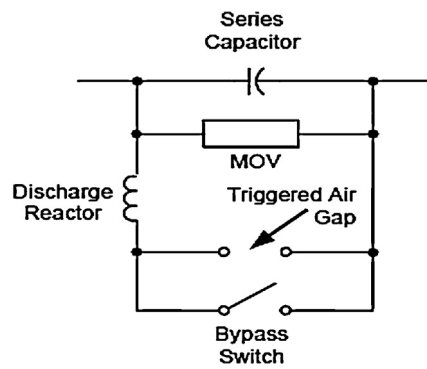 Series
Capacitor
MOV
Discharge
Reactor
Triggered Air
Gap
Bypass
Switch